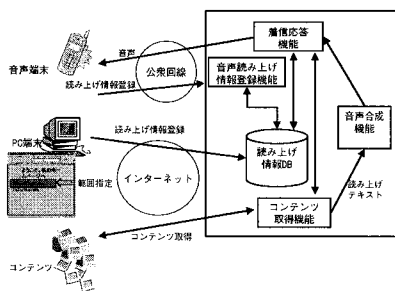 着信応答
機能
音声
音声端末
公衆回線
音声読み上げ
情報登録機能
読み上げ情報登録
音声合成
機能
読み上げ情報登録
PC端末
読み上げ
情報DB
範囲指定
インターネット
読み上げ
テキスト
コンテンツ
取得機能
コンテンツ取得
コンテンツ